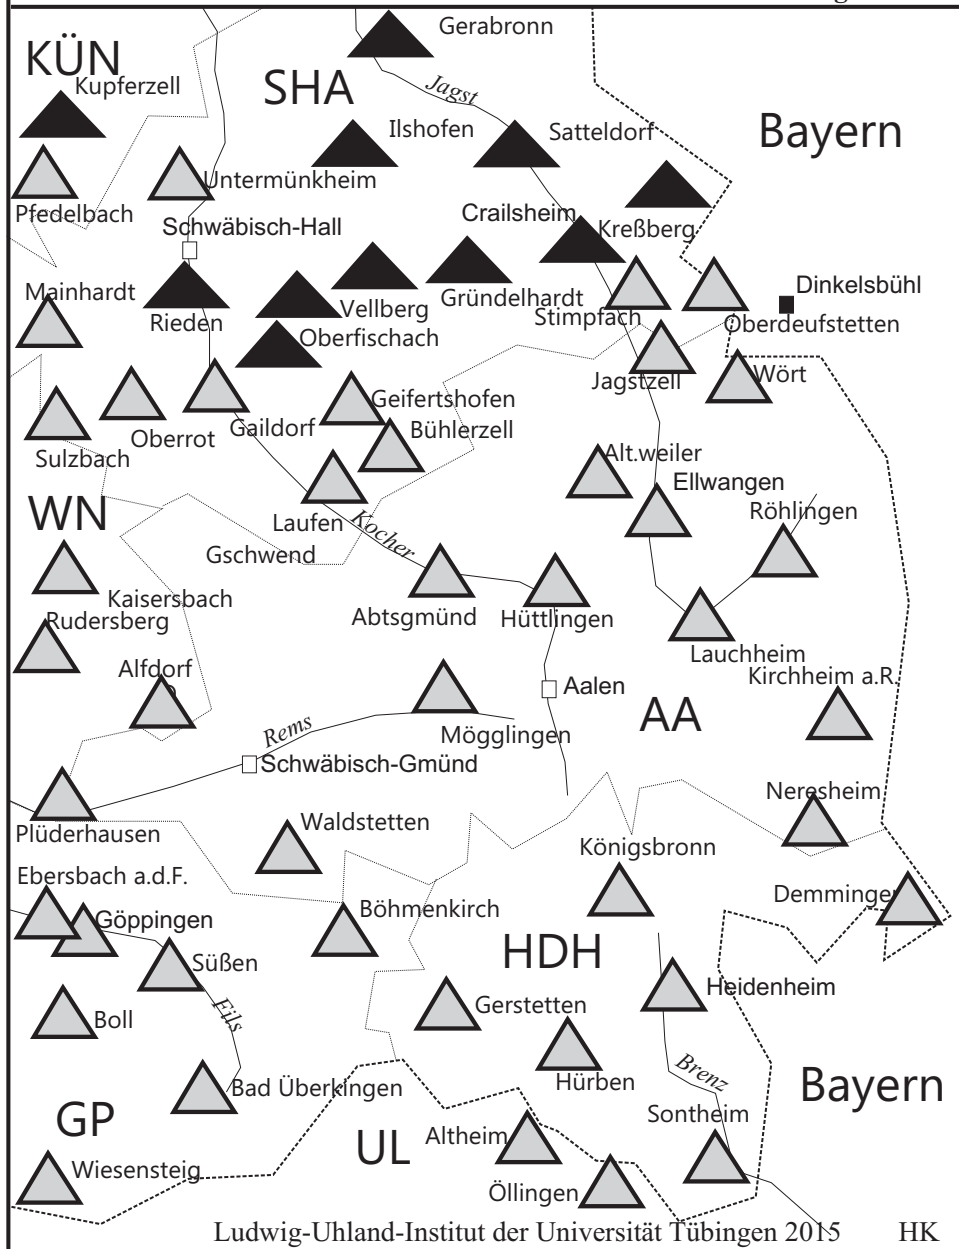 Gerabronn
KÜN
Kupferzell
SHA
Jagst
Ilshofen
Satteldorf
Bayern
Untermünkheim
Pfedelbach
Schwäbisch-Hall
Crailsheim
Kreßberg
Mainhardt
Rieden
Vellberg
Gründelhardt
Stimpfach
Dinkelsbühl
Oberfischach
Oberdeufstetten
Jagstzell
Wört
Geifertshofen
Oberrot
Gaildorf
Bühlerzell
Sulzbach
Alt.weiler
Ellwangen
WN
Laufen
Kocher
Röhlingen
Gschwend
Kaisersbach
Abtsgmünd
Hüttlingen
Rudersberg
Lauchheim
Alfdorf
Kirchheim a.R.
Aalen
AA
Rems
Mögglingen
Schwäbisch-Gmünd
Neresheim
Plüderhausen
Waldstetten
Königsbronn
Ebersbach a.d.F.
Demmingen
Göppingen
Böhmenkirch
HDH
Süßen
Heidenheim
Gerstetten
Boll
Fils
Hürben
Brenz
Bayern
Bad Überkingen
GP
Sontheim
UL
Altheim
Wiesensteig
Öllingen
Ludwig-Uhland-Institut der Universität Tübingen 2015 HK